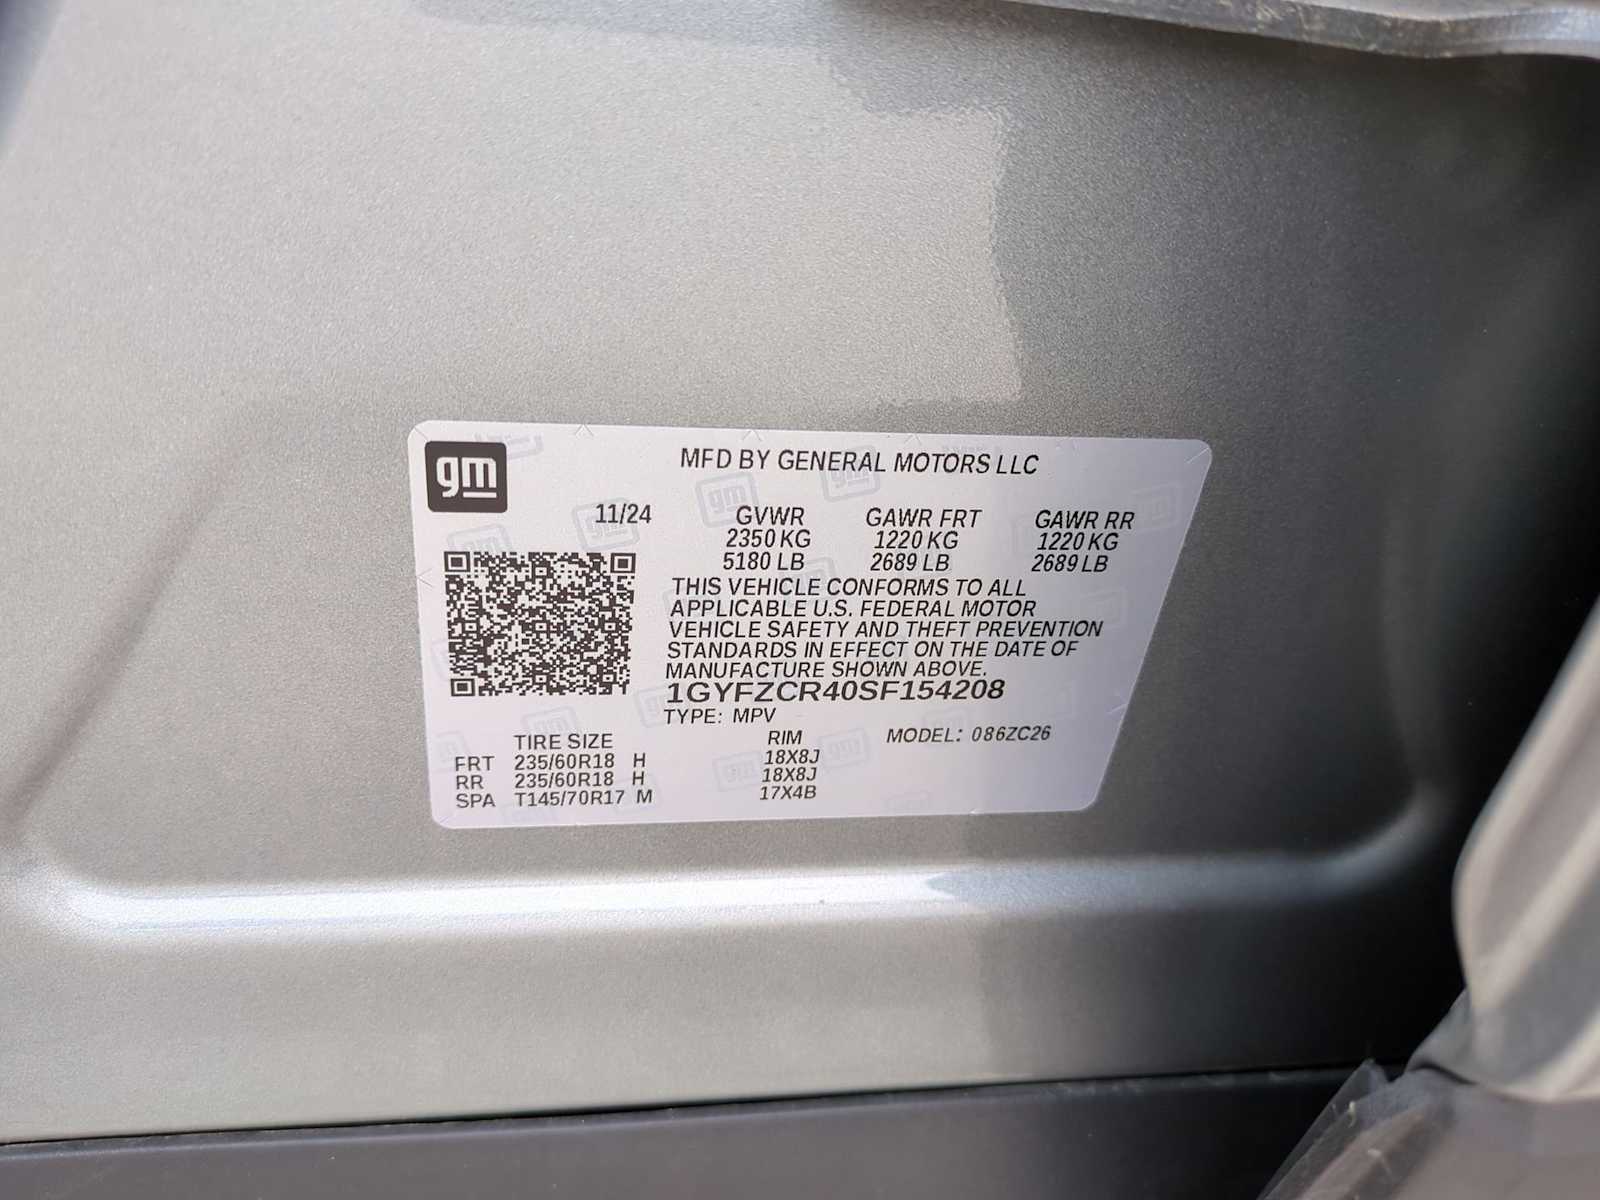 gm
MFD BY GENERAL MOTORS LLC
11/24 GVWR GAWR FRT GAWR RR
2350 KG 1220 KG 1220 KG
5180 LB 2689 LB 2689 LB
THIS VEHICLE CONFORMS TO ALL
APPLICABLE U.S. FEDERAL MOTOR
VEHICLE SAFETY AND THEFT PREVENTION
STANDARDS IN EFFECT ON THE DATE OF
MANUFACTURE SHOWN ABOVE.
1GYFZCR40SF154208
TYPE: MPV
TIRE SIZE RIM MODEL: 086ZC26
FRT 235/60R18 H 18X8J
RR 235/60R18 H 18X8J
SPA T145/70R17 M 17X4B